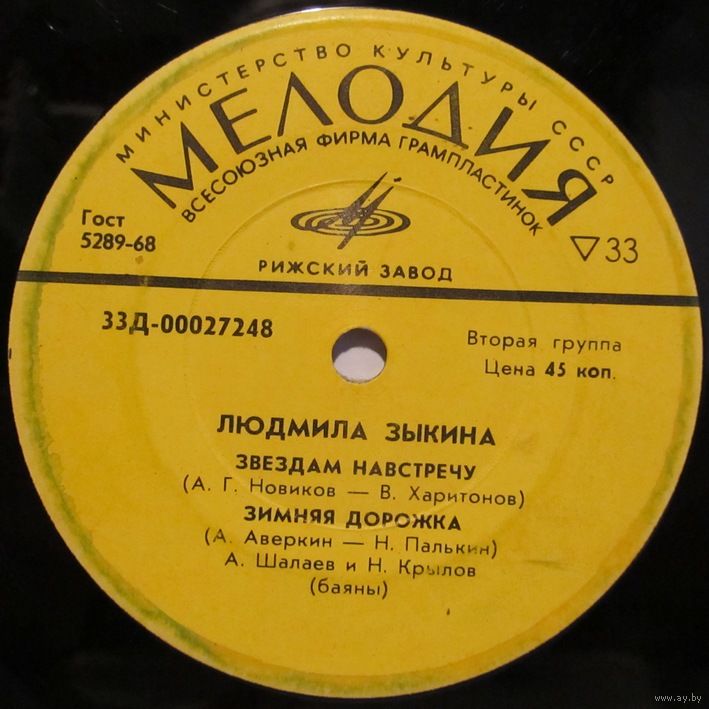 МИНИСТЕРСТВО КУЛЬТУРЫ СССР
МЕЛОДИЯ
ВСЕСОЮЗНАЯ ФИРМА ГРАМПЛАСТИНОК
Гост
5289-68
▽33
РИЖСКИЙ ЗАВОД
33Д-00027248
Вторая группа
Цена 45 коп.
ЛЮДМИЛА ЗЫКИНА
ЗВЕЗДАМ НАВСТРЕЧУ
(А. Г. Новиков — В. Харитонов)
ЗИМНЯЯ ДОРОЖКА
(А. Аверкин — Н. Палькин)
А. Шалаев и Н. Крылов
(баяны)
www.ay.by